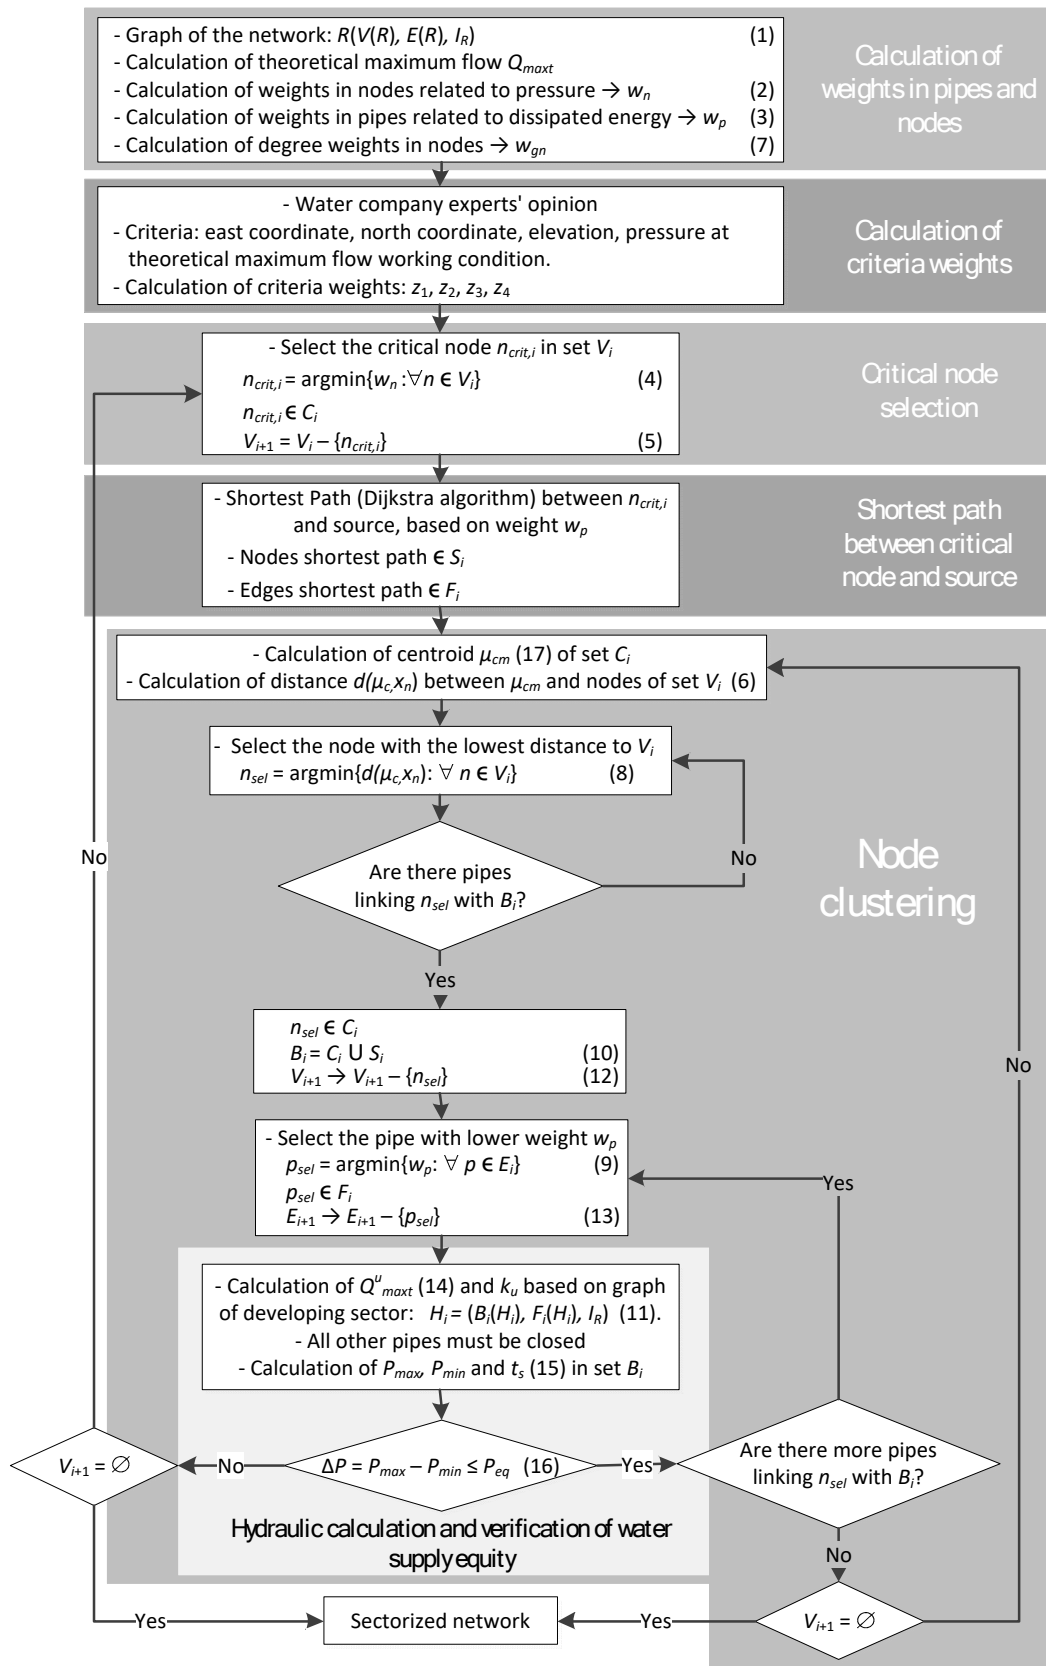 - Graph of the network: R(V(R), E(R), I_R) (1)
- Calculation of theoretical maximum flow Q_maxt
- Calculation of weights in nodes related to pressure → w_n (2)
- Calculation of weights in pipes related to dissipated energy → w_p (3)
- Calculation of degree weights in nodes → w_gn (7)
Calculation of
weights in pipes and
nodes
- Water company experts' opinion
- Criteria: east coordinate, north coordinate, elevation, pressure at
theoretical maximum flow working condition.
- Calculation of criteria weights: z_1, z_2, z_3, z_4
Calculation of
criteria weights
- Select the critical node n_crit,i in set V_i
n_crit,i = argmin{w_n :∀n ∈ V_i} (4)
n_crit,i ∈ C_i
V_i+1 = V_i – {n_crit,i} (5)
Critical node
selection
- Shortest Path (Dijkstra algorithm) between n_crit,i
and source, based on weight w_p
- Nodes shortest path ∈ S_i
- Edges shortest path ∈ F_i
Shortest path
between critical
node and source
- Calculation of centroid μ_cm (17) of set C_i
- Calculation of distance d(μ_c,x_n) between μ_cm and nodes of set V_i (6)
- Select the node with the lowest distance to V_i
n_sel = argmin{d(μ_c,x_n): ∀ n ∈ V_i} (8)
Are there pipes
linking n_sel with B_i?
No
Yes
Node
clustering
No
n_sel ∈ C_i
B_i = C_i ∪ S_i (10)
V_i+1 → V_i+1 – {n_sel} (12)
No
- Select the pipe with lower weight w_p
p_sel = argmin{w_p: ∀ p ∈ E_i} (9)
p_sel ∈ F_i
E_i+1 → E_i+1 – {p_sel} (13)
Yes
- Calculation of Q^u_maxt (14) and k_u based on graph
of developing sector: H_i = (B_i(H_i), F_i(H_i), I_R) (11).
- All other pipes must be closed
- Calculation of P_max, P_min and t_s (15) in set B_i
V_i+1 = ∅
No
ΔP = P_max – P_min ≤ P_eq (16)
Yes
Are there more pipes
linking n_sel with B_i?
Hydraulic calculation and verification of water
supply equity
No
Yes
Sectorized network
Yes
V_i+1 = ∅
No